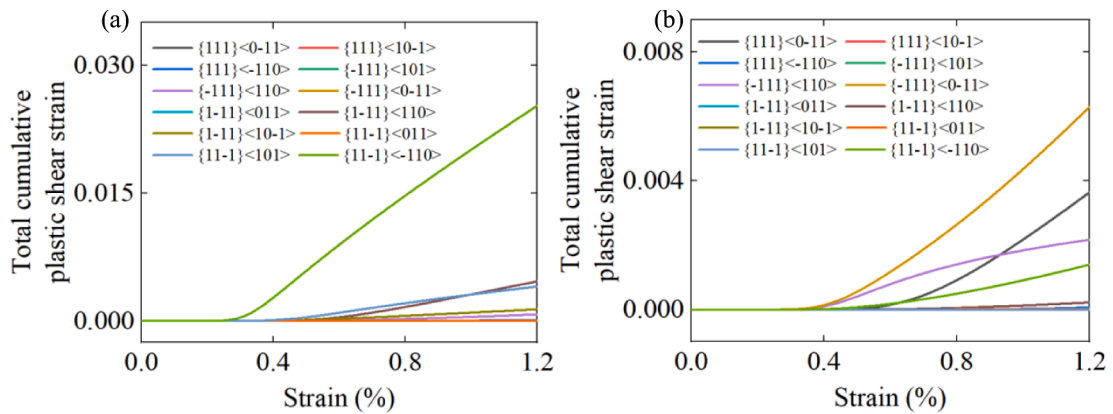 (a)
Total cumulative
plastic shear strain
0.030
0.015
0.000
{111}<0-11> {111}<10-1>
{111}<-110> {-111}<101>
{-111}<110> {-111}<0-11>
{1-11}<011> {1-11}<110>
{1-11}<10-1> {11-1}<011>
{11-1}<101> {11-1}<-110>
0.0 0.4 0.8 1.2
Strain (%)
(b)
Total cumulative
plastic shear strain
0.008
0.004
0.000
{111}<0-11> {111}<10-1>
{111}<-110> {-111}<101>
{-111}<110> {-111}<0-11>
{1-11}<011> {1-11}<110>
{1-11}<10-1> {11-1}<011>
{11-1}<101> {11-1}<-110>
0.0 0.4 0.8 1.2
Strain (%)